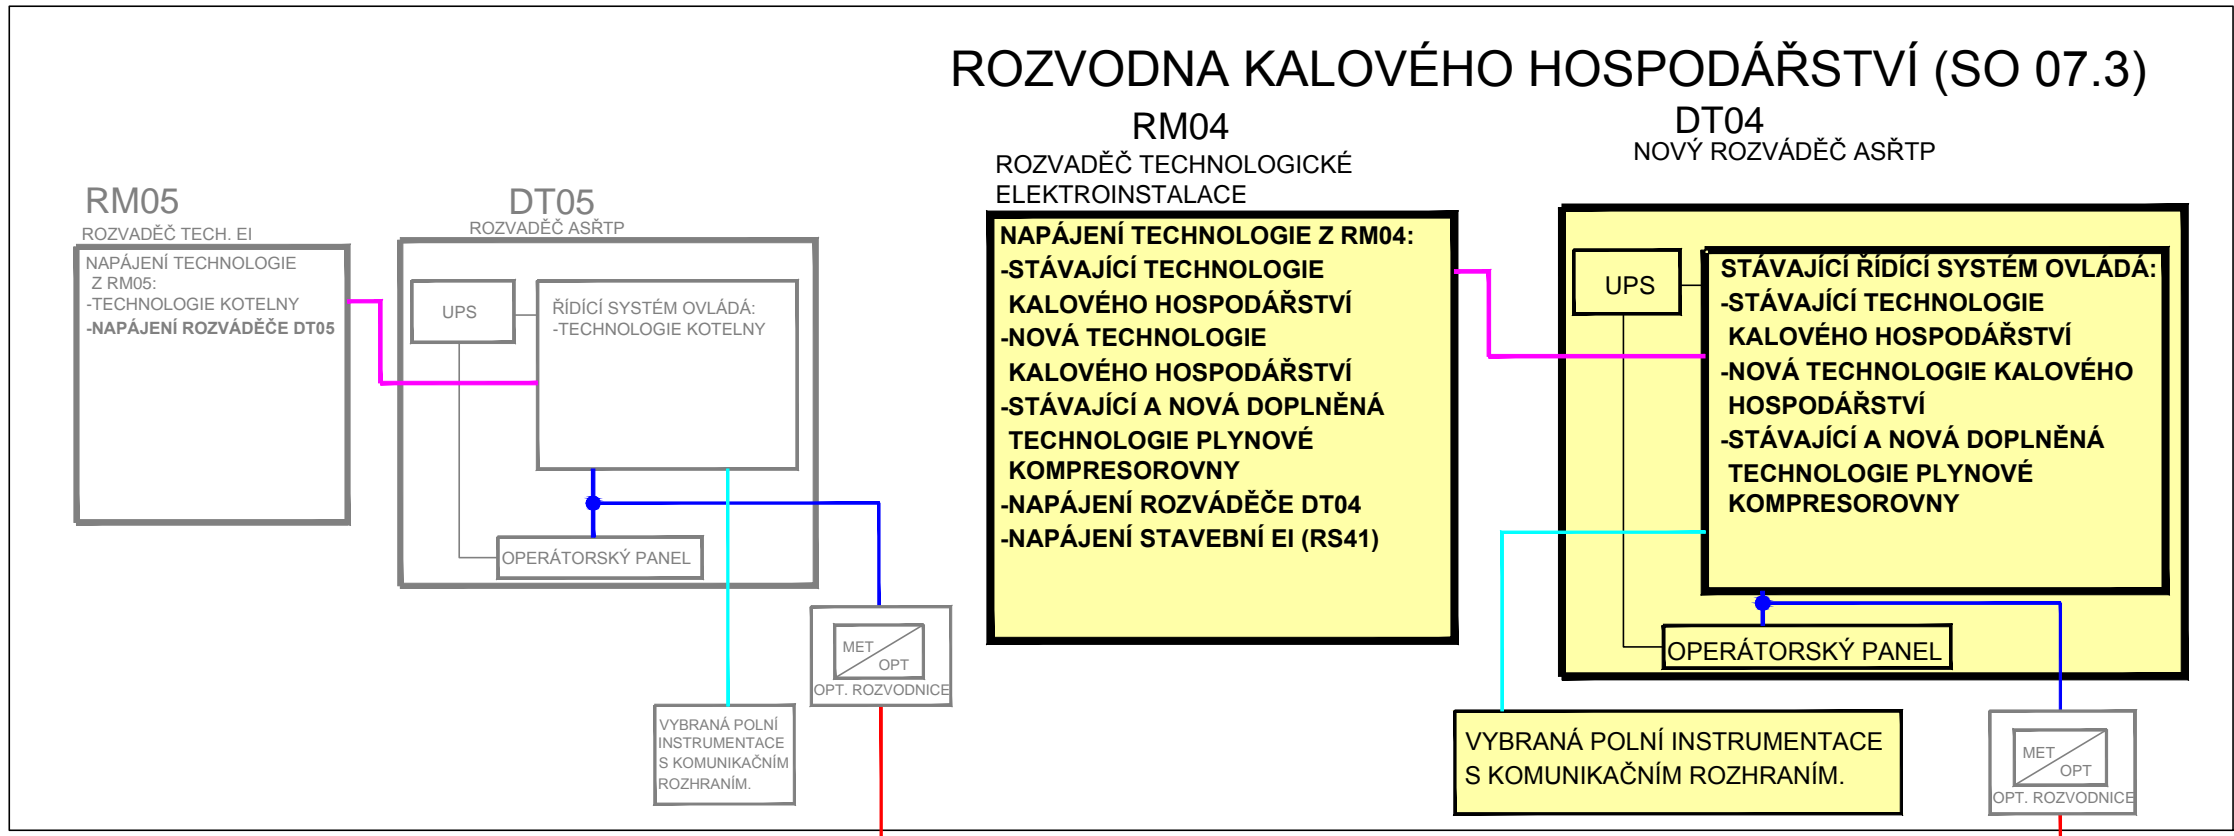 ROZVODNA KALOVÉHO HOSPODÁŘSTVÍ (SO 07.3)
RM05
ROZVADĚČ TECH. EI
NAPÁJENÍ TECHNOLOGIE
Z RM05:
-TECHNOLOGIE KOTELNY
-NAPÁJENÍ ROZVÁDĚČE DT05
DT05
ROZVADĚČ ASŘTP
UPS
ŘÍDÍCÍ SYSTÉM OVLÁDÁ:
-TECHNOLOGIE KOTELNY
OPERÁTORSKÝ PANEL
MET
OPT
OPT. ROZVODNICE
VYBRANÁ POLNÍ
INSTRUMENTACE
S KOMUNIKAČNÍM
ROZHRANÍM.
RM04
ROZVADĚČ TECHNOLOGICKÉ
ELEKTROINSTALACE
NAPÁJENÍ TECHNOLOGIE Z RM04:
-STÁVAJÍCÍ TECHNOLOGIE
KALOVÉHO HOSPODÁŘSTVÍ
-NOVÁ TECHNOLOGIE
KALOVÉHO HOSPODÁŘSTVÍ
-STÁVAJÍCÍ A NOVÁ DOPLNĚNÁ
TECHNOLOGIE PLYNOVÉ
KOMPRESOROVNY
-NAPÁJENÍ ROZVÁDĚČE DT04
-NAPÁJENÍ STAVEBNÍ EI (RS41)
DT04
NOVÝ ROZVÁDĚČ ASŘTP
UPS
STÁVAJÍCÍ ŘÍDÍCÍ SYSTÉM OVLÁDÁ:
-STÁVAJÍCÍ TECHNOLOGIE
KALOVÉHO HOSPODÁŘSTVÍ
-NOVÁ TECHNOLOGIE KALOVÉHO
HOSPODÁŘSTVÍ
-STÁVAJÍCÍ A NOVÁ DOPLNĚNÁ
TECHNOLOGIE PLYNOVÉ
KOMPRESOROVNY
OPERÁTORSKÝ PANEL
VYBRANÁ POLNÍ INSTRUMENTACE
S KOMUNIKAČNÍM ROZHRANÍM.
MET
OPT
OPT. ROZVODNICE